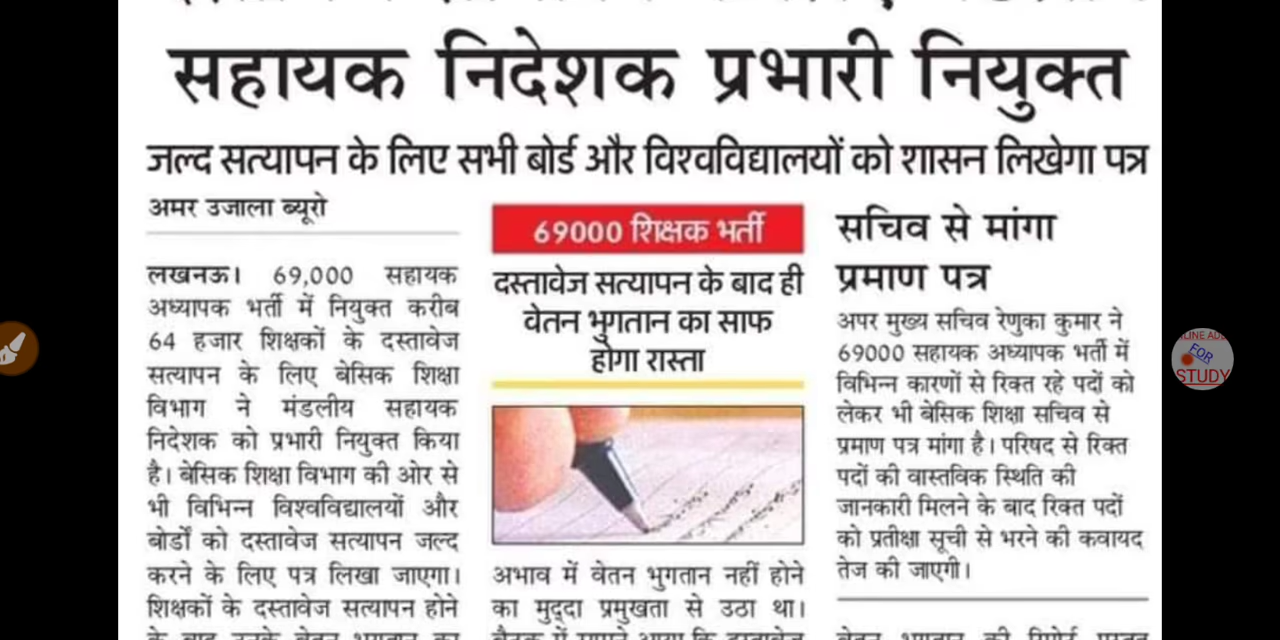 सहायक निदेशक प्रभारी नियुक्त
जल्द सत्यापन के लिए सभी बोर्ड और विश्वविद्यालयों को शासन लिखेगा पत्र
अमर उजाला ब्यूरो
लखनऊ। 69,000 सहायक
अध्यापक भर्ती में नियुक्त करीब
64 हजार शिक्षकों के दस्तावेज
सत्यापन के लिए बेसिक शिक्षा
विभाग ने मंडलीय सहायक
निदेशक को प्रभारी नियुक्त किया
है। बेसिक शिक्षा विभाग की ओर से
भी विभिन्न विश्वविद्यालयों और
बोर्डों को दस्तावेज सत्यापन जल्द
करने के लिए पत्र लिखा जाएगा।
शिक्षकों के दस्तावेज सत्यापन होने
69000 शिक्षक भर्ती
दस्तावेज सत्यापन के बाद ही
वेतन भुगतान का साफ
होगा रास्ता
अभाव में वेतन भुगतान नहीं होने
का मुद्दा प्रमुखता से उठा था।
सचिव से मांगा
प्रमाण पत्र
अपर मुख्य सचिव रेणुका कुमार ने
69000 सहायक अध्यापक भर्ती में
विभिन्न कारणों से रिक्त रहे पदों को
लेकर भी बेसिक शिक्षा सचिव से
प्रमाण पत्र मांगा है। परिषद से रिक्त
पदों की वास्तविक स्थिति की
जानकारी मिलने के बाद रिक्त पदों
को प्रतीक्षा सूची से भरने की कवायद
तेज की जाएगी।
FOR
STUDY